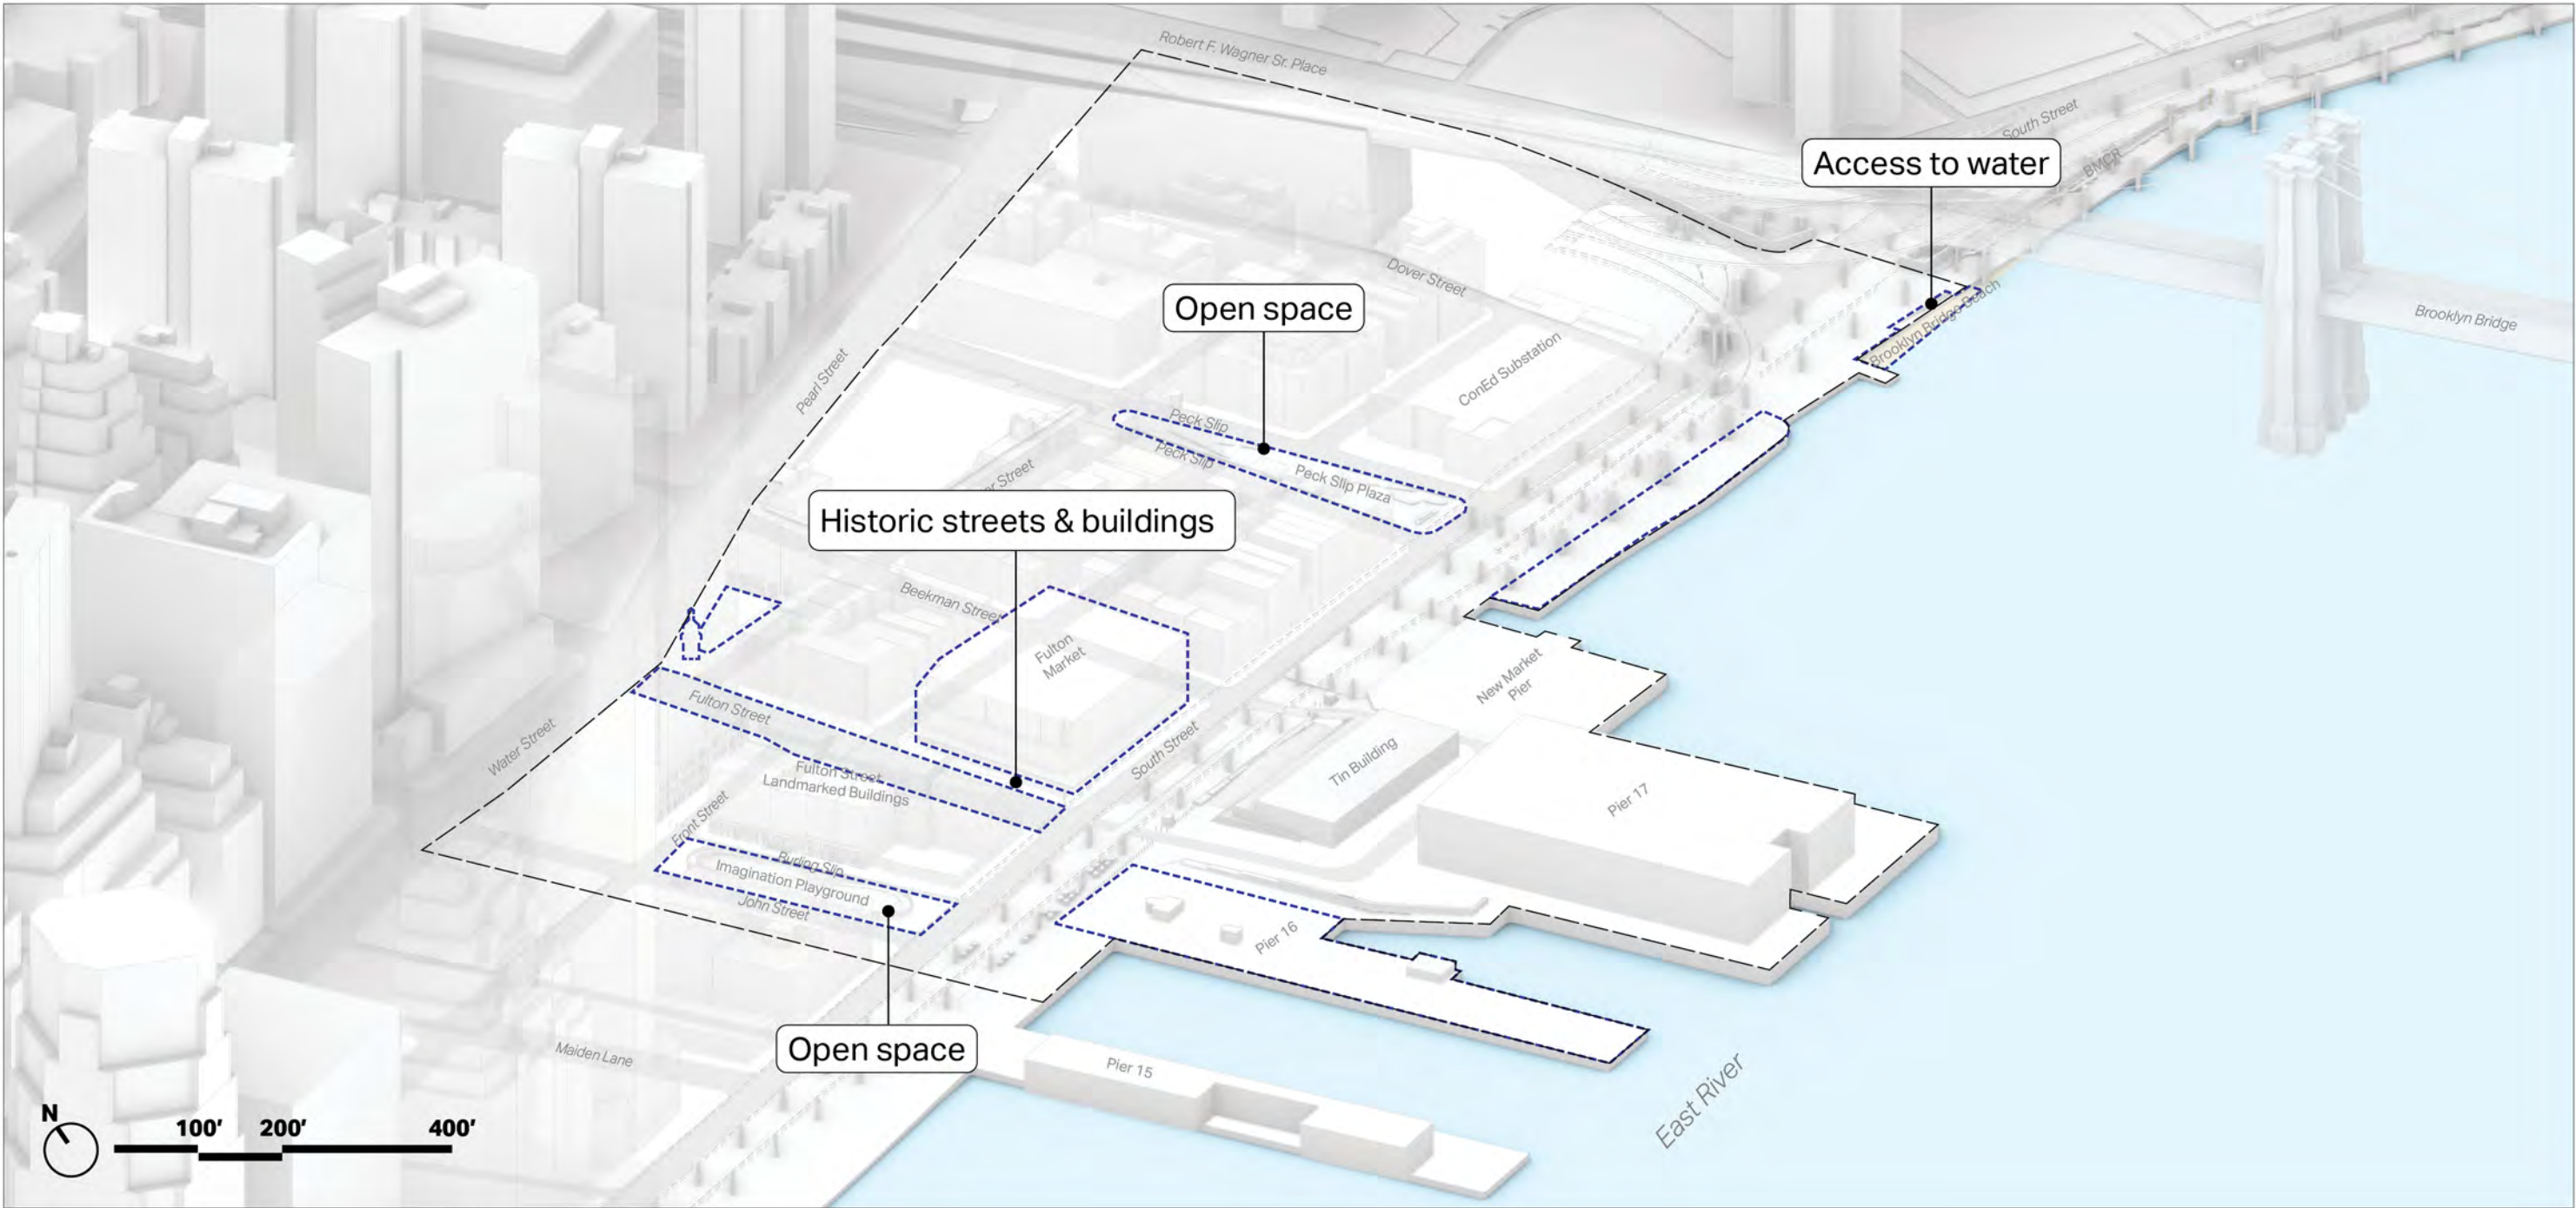 Robert F. Wagner Sr. Place
South Street
Access to water
BMCR
Dover Street
Open space
Brooklyn Bridge Beach
Brooklyn Bridge
Pearl Street
ConEd Substation
Peck Slip
Peck Slip
Peck Slip Plaza
Street
Historic streets & buildings
Beekman Street
Fulton
Market
New Market
Pier
Fulton Street
Water Street
South Street
Tin Building
Fulton Street
Landmarked Buildings
Pier 17
Front Street
Burling Slip
Imagination Playground
John Street
Pier 16
Open space
Maiden Lane
Pier 15
East River
N
100’ 200’ 400’